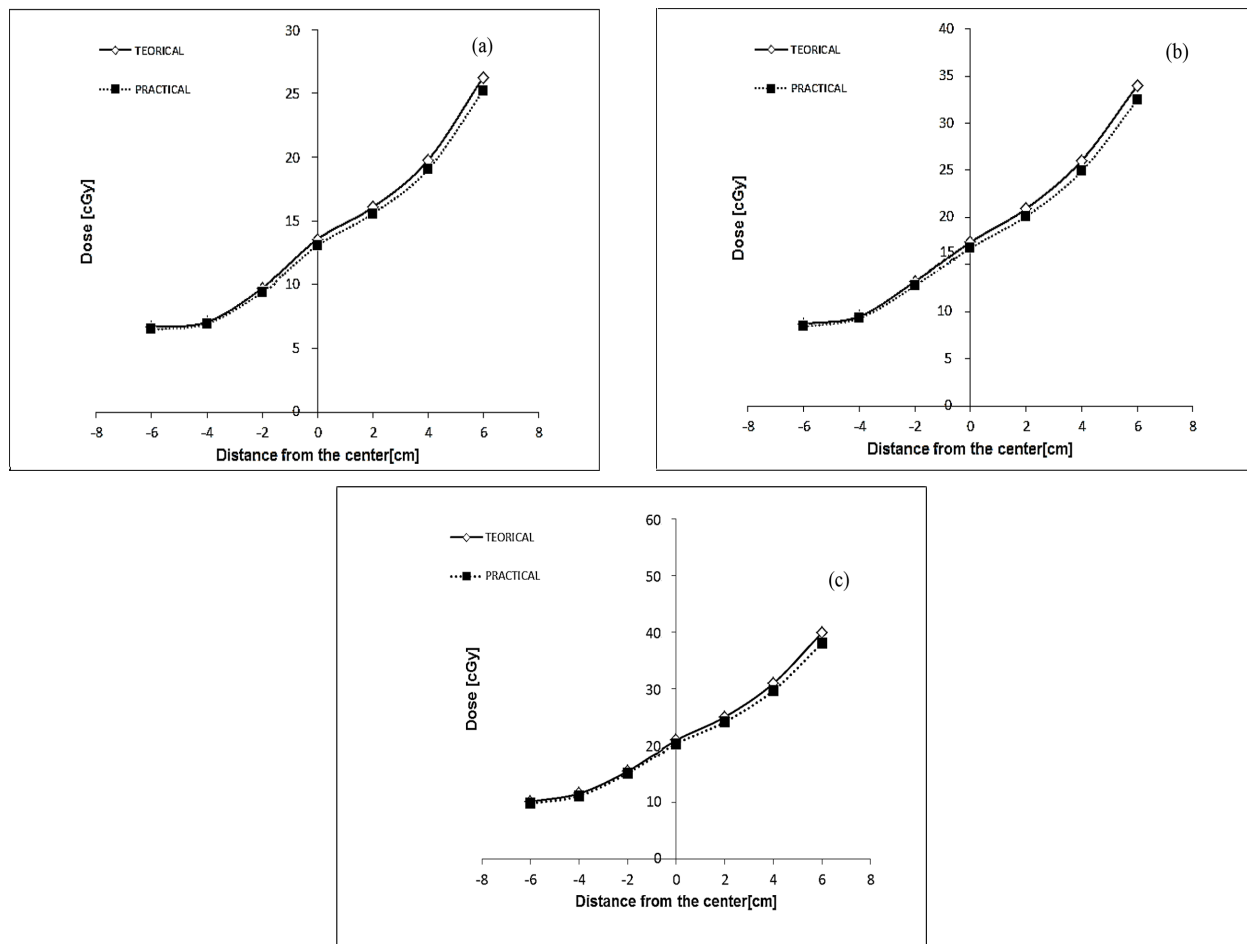 (a)
TEORICAL
PRACTICAL
30
25
20
15
10
5
0
Dose [cGy]
-8 -6 -4 -2 0 2 4 6 8
Distance from the center[cm]
(b)
TEORICAL
PRACTICAL
40
35
30
25
20
15
10
5
0
Dose [cGy]
-8 -6 -4 -2 0 2 4 6 8
Distance from the center[cm]
(c)
TEORICAL
PRACTICAL
60
50
40
30
20
10
0
Dose [cGy]
-8 -6 -4 -2 0 2 4 6 8
Distance from the center[cm]